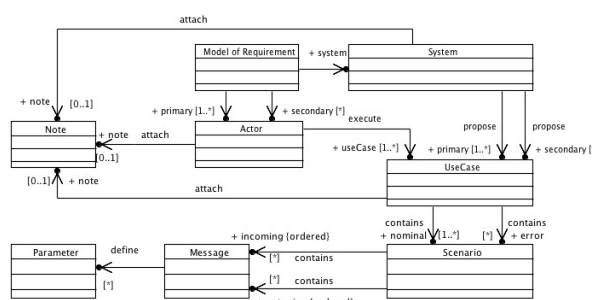 attach
Model of Requirement
+ system
System
+ note
[0..1]
+ primary [1..*]
+ secondary [*]
execute
propose
propose
Note
+ note
attach
[0..1]
Actor
+ useCase [1..*]
+ primary [1..*]
+ secondary [
UseCase
[0..1]
+ note
attach
contains
+ nominal
[1..*]
contains
[*]
+ error
+ incoming {ordered}
Parameter
define
[*]
Message
[*]
contains
Scenario
[*]
contains